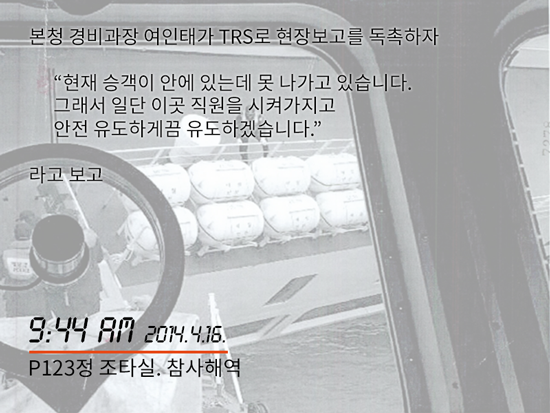 본청 경비과장 여인태가 TRS로 현장보고를 독촉하자
“현재 승객이 안에 있는데 못 나가고 있습니다.
그래서 일단 이곳 직원을 시켜가지고
안전 유도하게끔 유도하겠습니다.”
라고 보고
9:44 AM 2014.4.16.
P123정 조타실. 참사해역